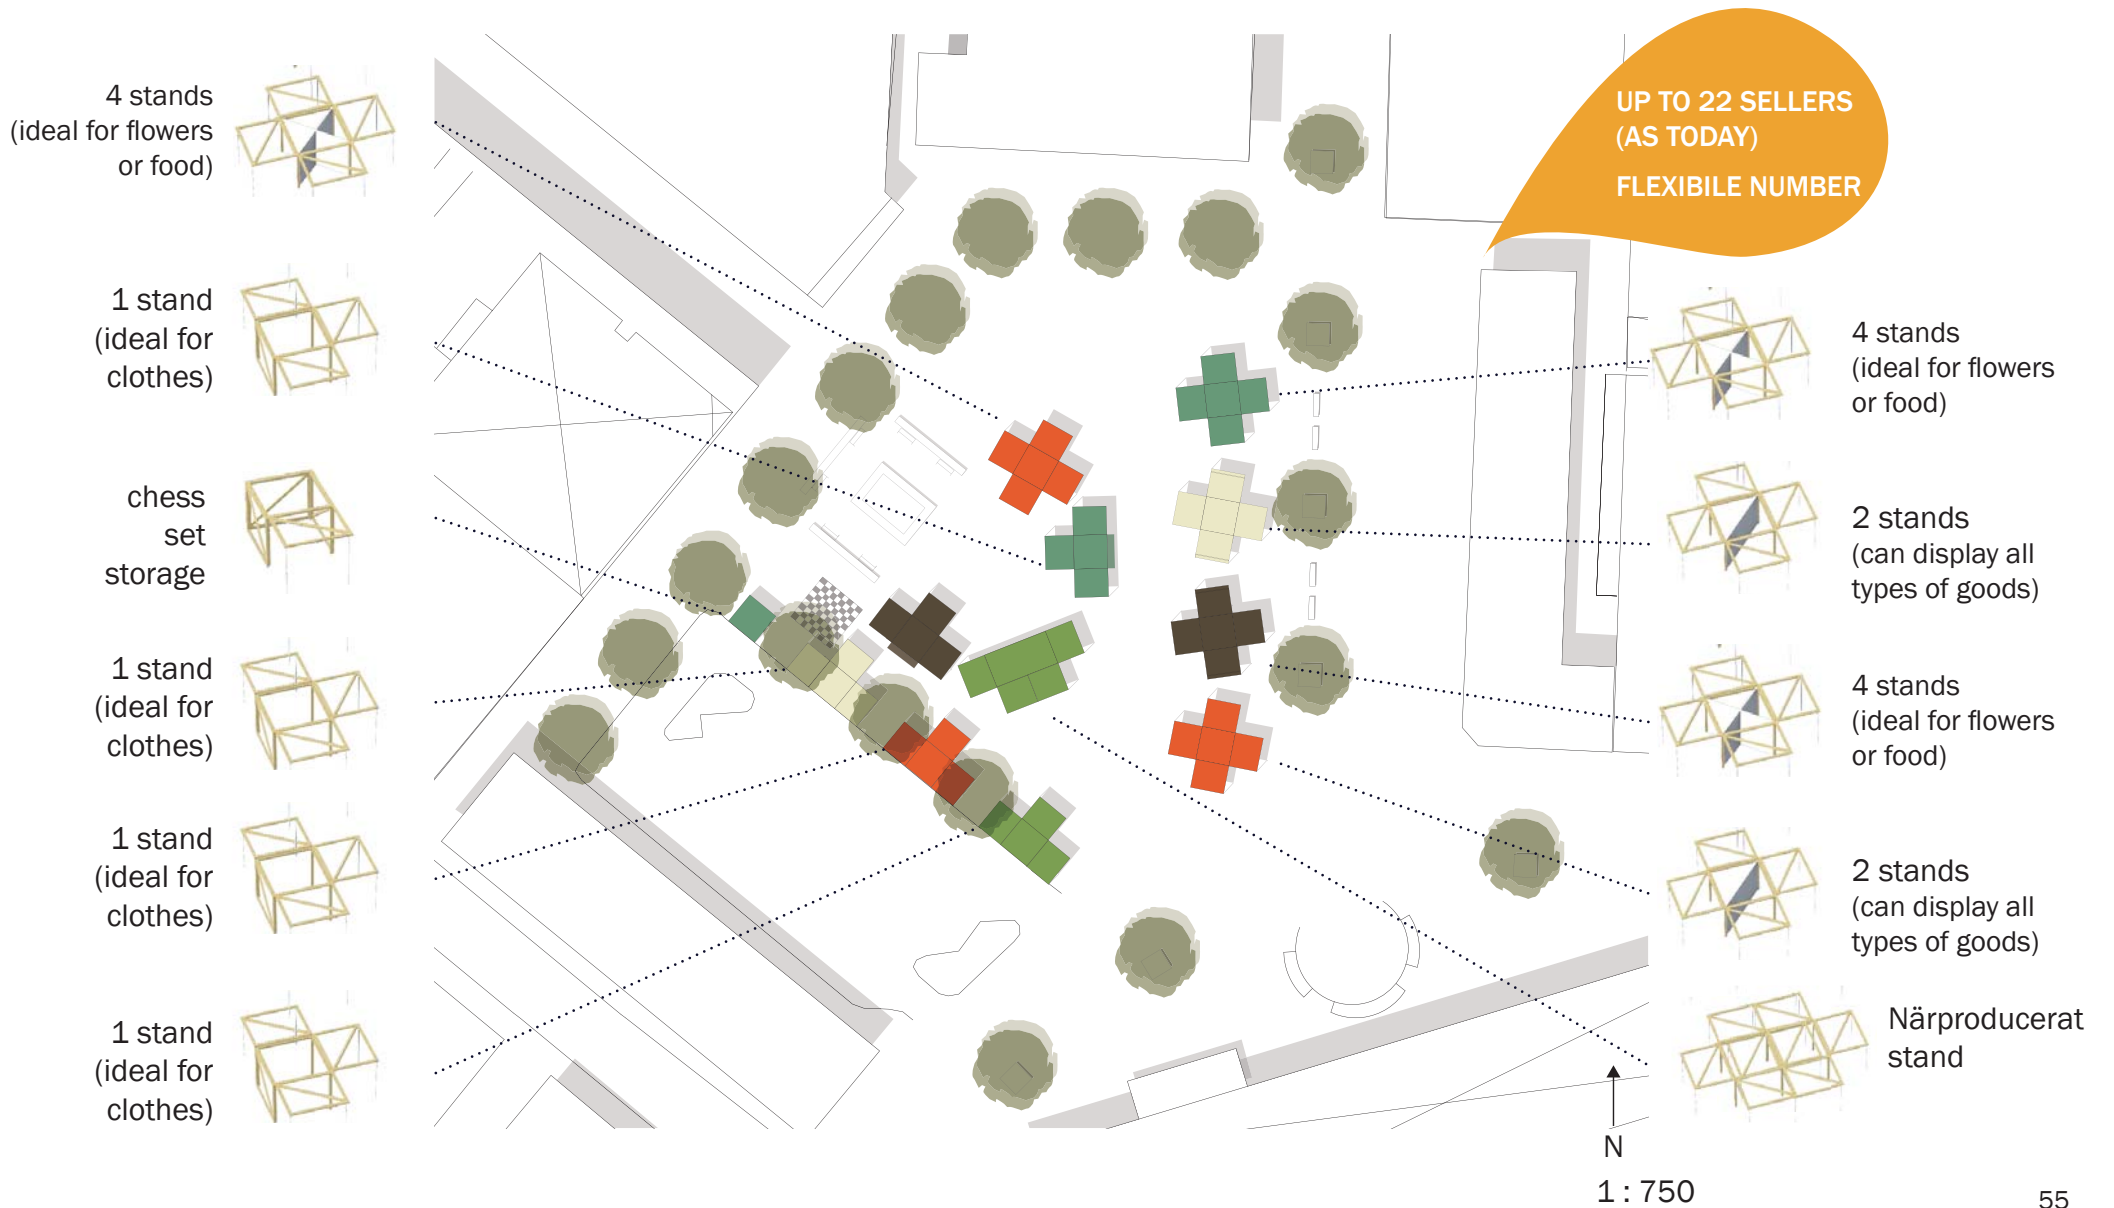 4 stands
(ideal for flowers
or food)
1 stand
(ideal for
clothes)
chess
set
storage
1 stand
(ideal for
clothes)
1 stand
(ideal for
clothes)
1 stand
(ideal for
clothes)
UP TO 22 SELLERS
(AS TODAY)
FLEXIBILE NUMBER
4 stands
(ideal for flowers
or food)
2 stands
(can display all
types of goods)
4 stands
(ideal for flowers
or food)
2 stands
(can display all
types of goods)
Närproducerat
stand
N
1 : 750
55